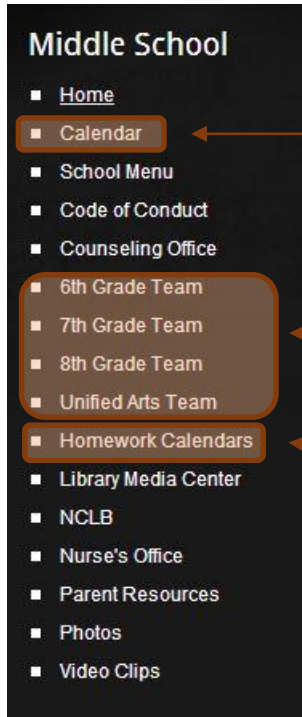 Middle School
Home
Calendar
School Menu
Code of Conduct
Counseling Office
6th Grade Team
7th Grade Team
8th Grade Team
Unified Arts Team
Homework Calendars
Library Media Center
NCLB
Nurse's Office
Parent Resources
Photos
Video Clips